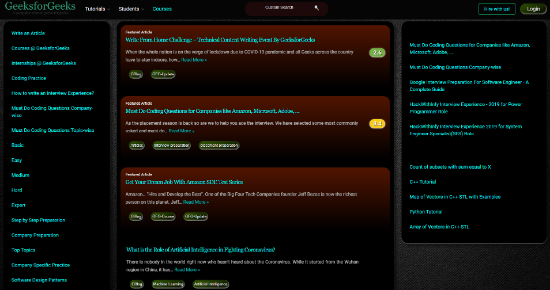 GeeksforGeeks
Tutorials
Students
Courses
Custom Search
Hire with us!
Login
Write an Article
Courses @ GeeksforGeeks
Internships @ GeeksforGeeks
Coding Practice
How to write an Interview Experience?
Must Do Coding Questions Company-
wise
Must Do Coding Questions Topic-wise
Basic
Easy
Medium
Hard
Expert
Step by Step Preparation
Company Preparation
Top Topics
Company Specific Practice
Software Design Patterns
Featured Article
Write From Home Challenge - Technical Content Writing Event By GeeksforGeeks
When the whole nation is on the verge of lockdown due to COVID-19 pandemic and all Geeks across the country
have to stay indoors, how... Read More »
GBlog
GFG-Update
Featured Article
Must Do Coding Questions for Companies like Amazon, Microsoft, Adobe, ...
As the placement season is back so are we to help you ace the interview. We have selected some most commonly
asked and must do... Read More »
Articles
interview-preparation
placement preparation
Featured Article
Get Your Dream Job With Amazon SDE Test Series
Amazon... "Hits and Develop the Best". One of the Big Four Tech Companies founder Jeff Bezos is now the richest
person on this planet. Jeff... Read More »
GBlog
GFG-Update
What is the Role of Artificial Intelligence in Fighting Coronavirus?
There is nobody in the world right now who hasn't heard about the Coronavirus. While it started from the Wuhan
region in China, it has... Read More »
GBlog
Machine Learning
Artificial Intelligence
Must Do Coding Questions for Companies like Amazon,
Microsoft, Adobe, ...
Must Do Coding Questions Company-wise
Google Interview Preparation For Software Engineer - A
Complete Guide
HackWithInfy Interview Experience - 2019 for Power
Programmer Role
HackWithInfy Interview Experience 2019 for System
Engineer Specialist(SES) Role
Count of subsets with sum equal to X
C++ Tutorial
Map of Vectors in C++ STL with Examples
Python Tutorial
Array of Vectors in C++ STL